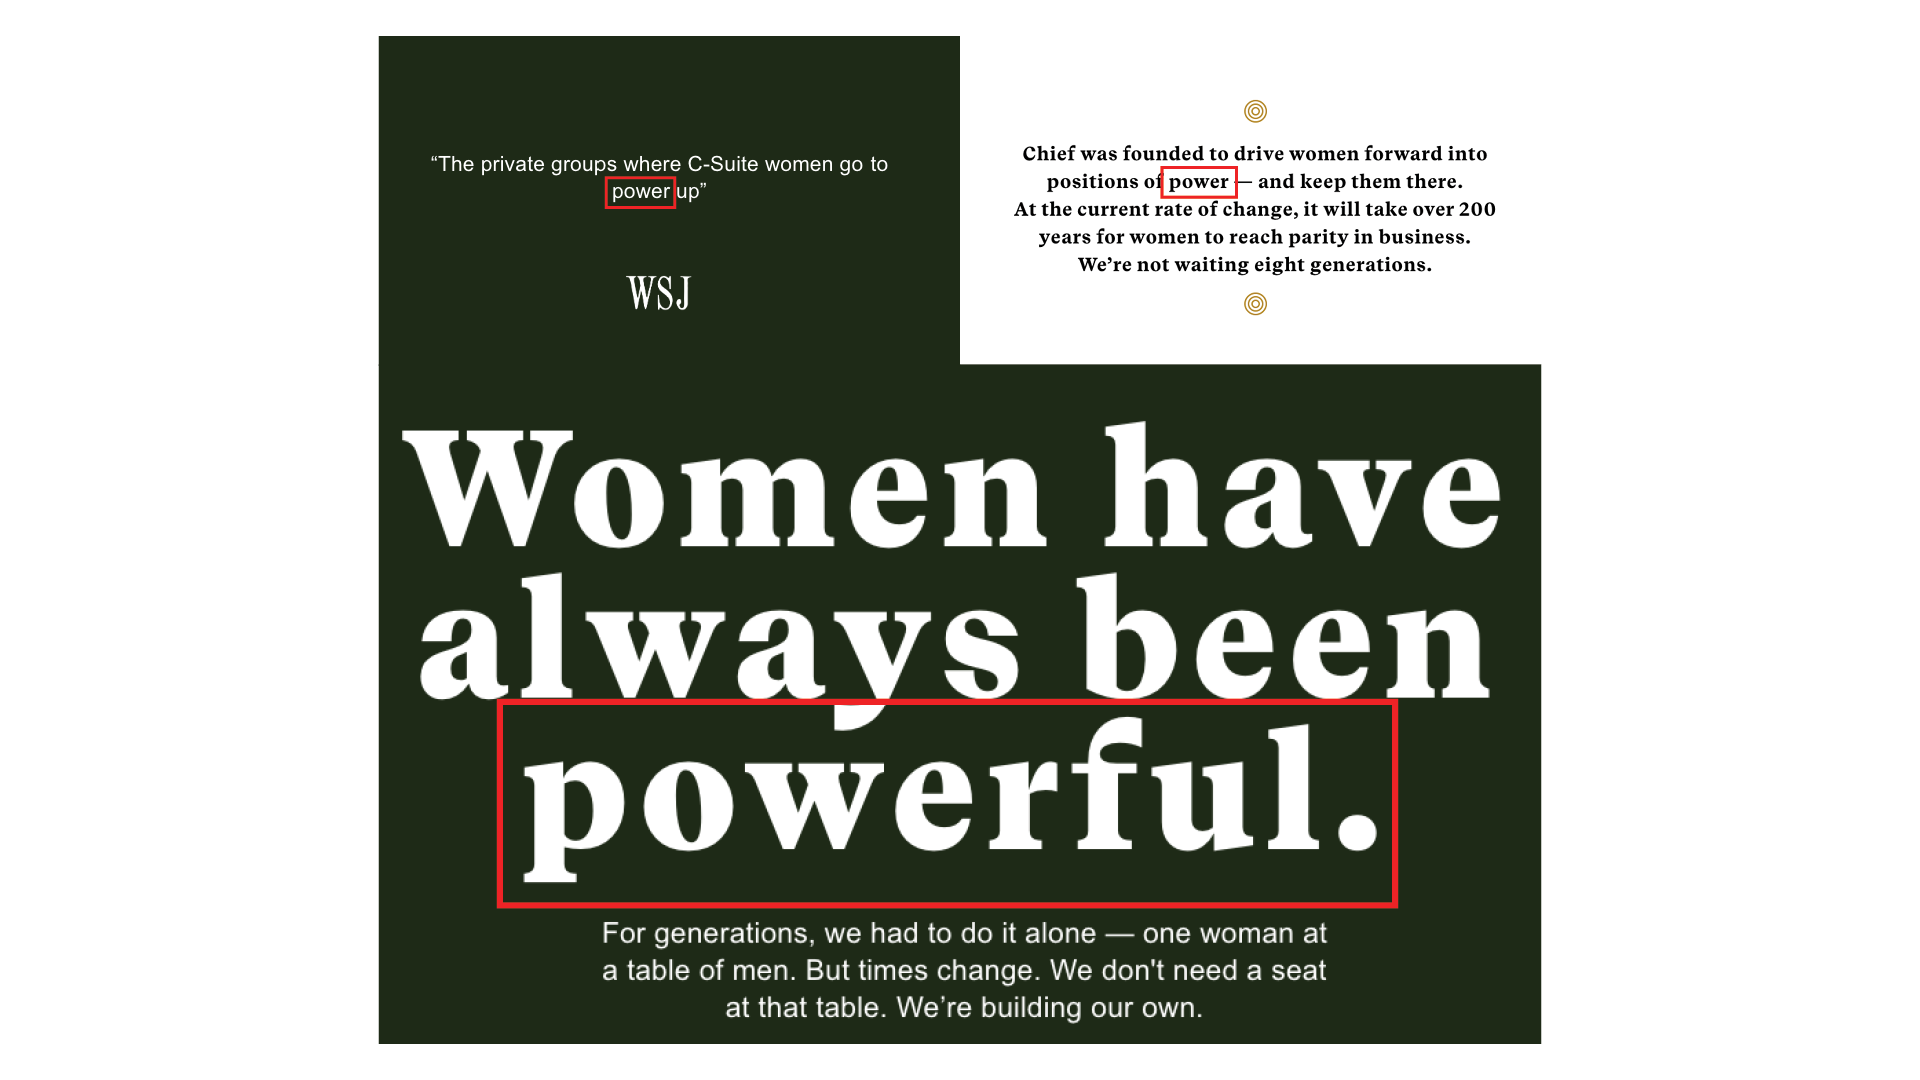 “The private groups where C-Suite women go to
power up”
WSJ
Chief was founded to drive women forward into
positions of power — and keep them there.
At the current rate of change, it will take over 200
years for women to reach parity in business.
We’re not waiting eight generations.
Women have
always been
powerful.
For generations, we had to do it alone — one woman at
a table of men. But times change. We don't need a seat
at that table. We’re building our own.